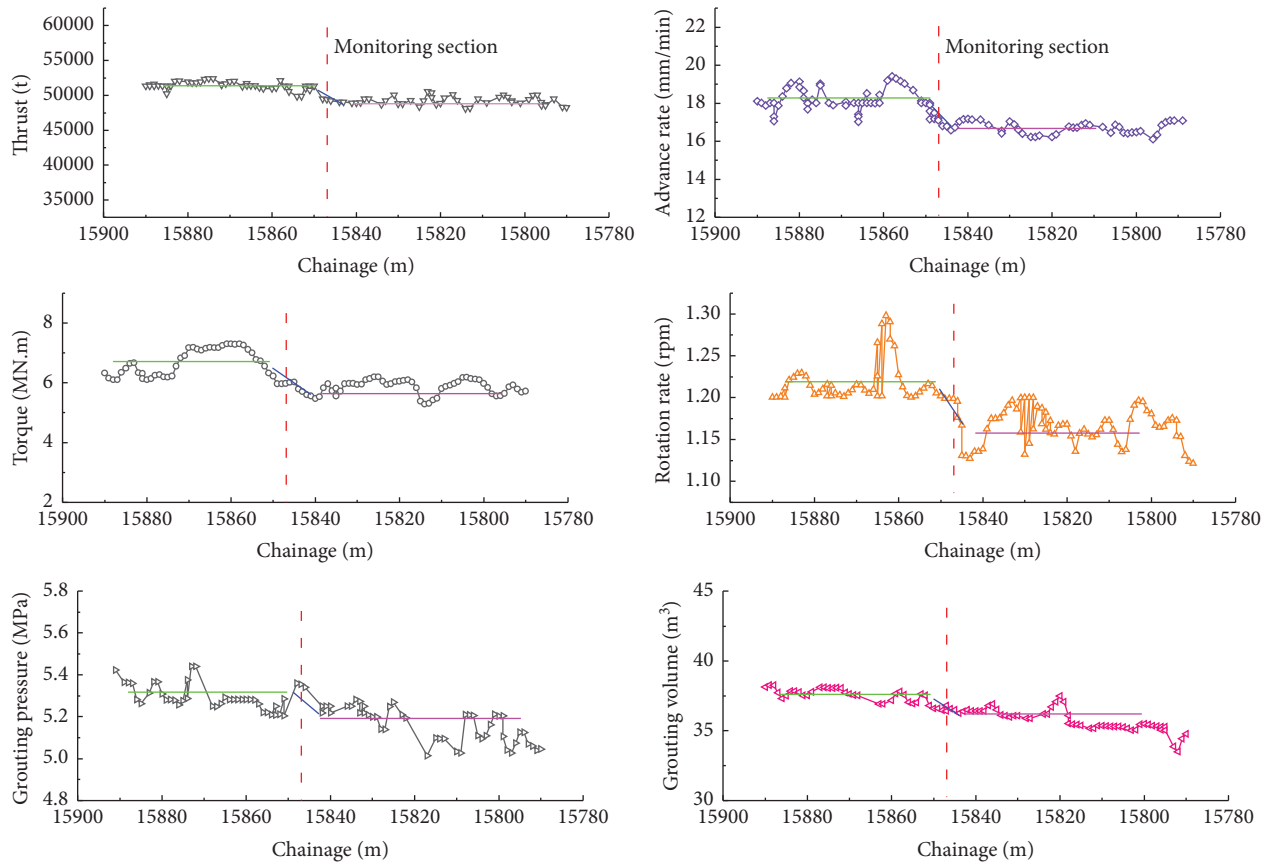 60000
55000
50000
45000
40000
35000
Thrust (t)
Monitoring section
15900 15880 15860 15840 15820 15800 15780
Chainage (m)
22
20
18
16
14
12
Advance rate (mm/min)
Monitoring section
15900 15880 15860 15840 15820 15800 15780
Chainage (m)
8
6
4
2
Torque (MN.m)
15900 15880 15860 15840 15820 15800 15780
Chainage (m)
1.30
1.25
1.20
1.15
1.10
Rotation rate (rpm)
15900 15880 15860 15840 15820 15800 15780
Chainage (m)
5.8
5.6
5.4
5.2
5.0
4.8
Grouting pressure (MPa)
15900 15880 15860 15840 15820 15800 15780
Chainage (m)
45
40
35
30
Grouting volume (m³)
15900 15880 15860 15840 15820 15800 15780
Chainage (m)